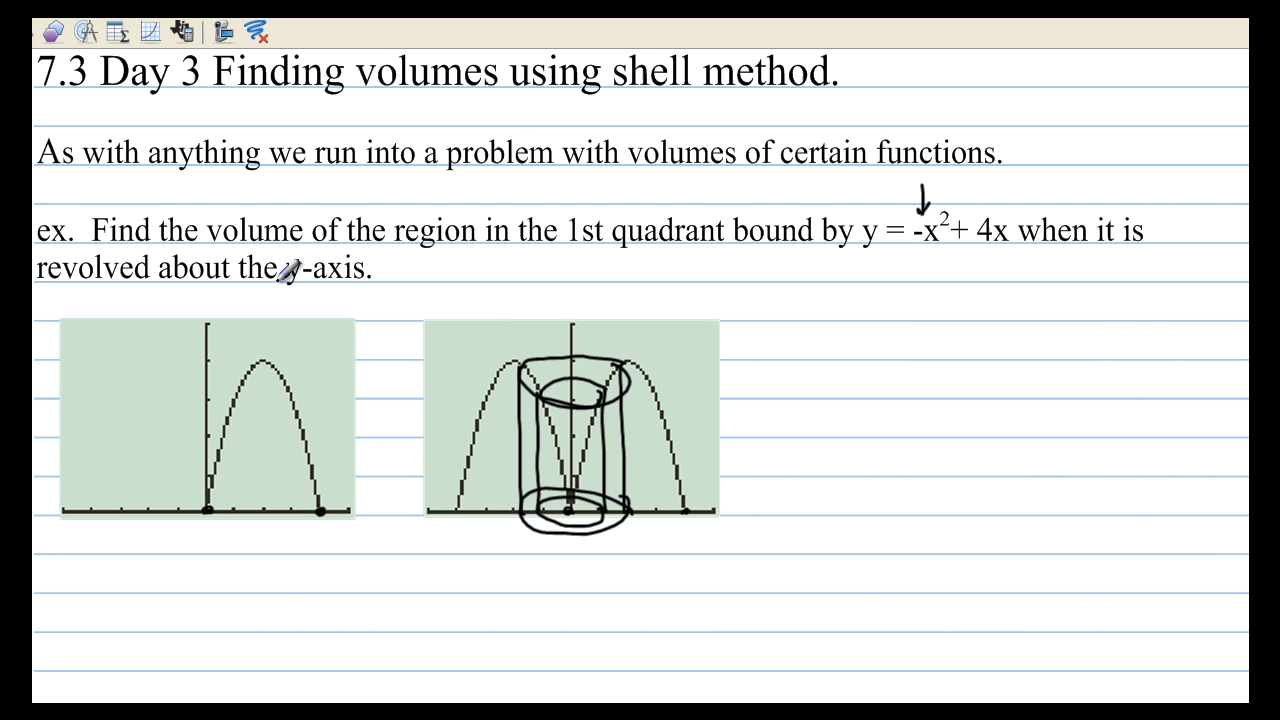 7.3 Day 3 Finding volumes using shell method.
As with anything we run into a problem with volumes of certain functions.
ex. Find the volume of the region in the 1st quadrant bound by y = -x²+ 4x when it is
revolved about the y-axis.